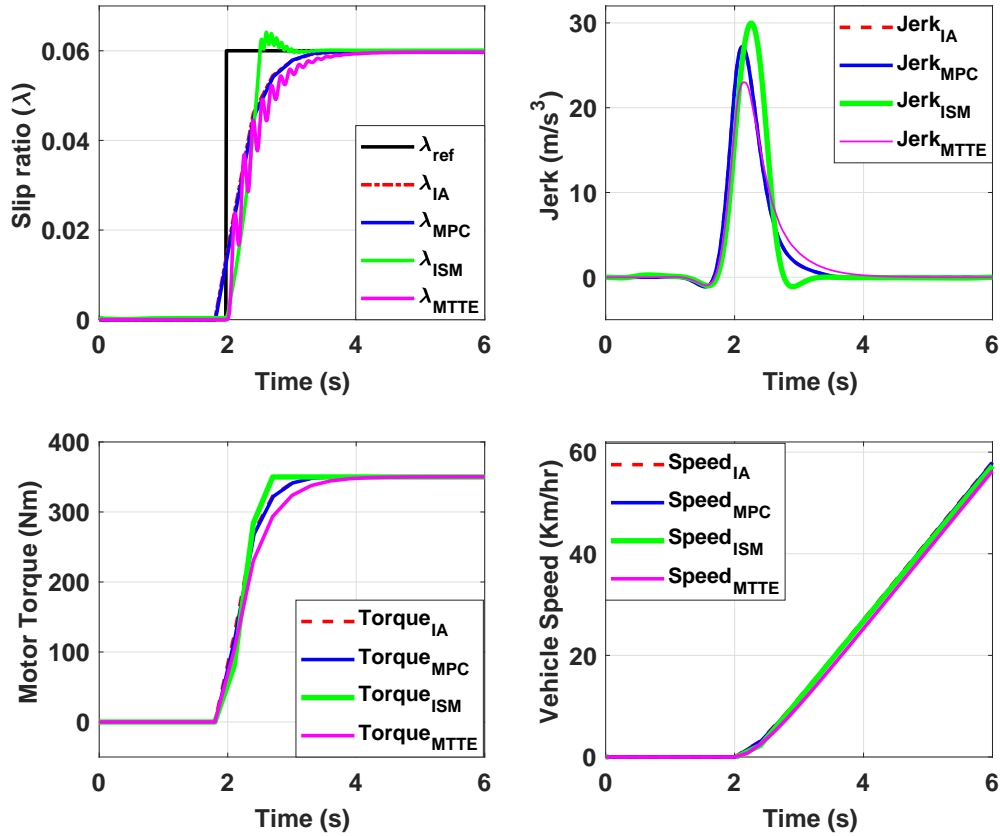 0.06
0.04
0.02
0
Slip ratio (λ)
λref
λIA
λMPC
λISM
λMTTE
0 2 4 6
Time (s)
30
20
10
0
-5
Jerk (m/s³)
JerkIA
JerkMPC
JerkISM
JerkMTTE
0 2 4 6
Time (s)
400
300
200
100
0
Motor Torque (Nm)
TorqueIA
TorqueMPC
TorqueISM
TorqueMTTE
0 2 4 6
Time (s)
60
40
20
0
Vehicle Speed (Km/hr)
SpeedIA
SpeedMPC
SpeedISM
SpeedMTTE
0 2 4 6
Time (s)